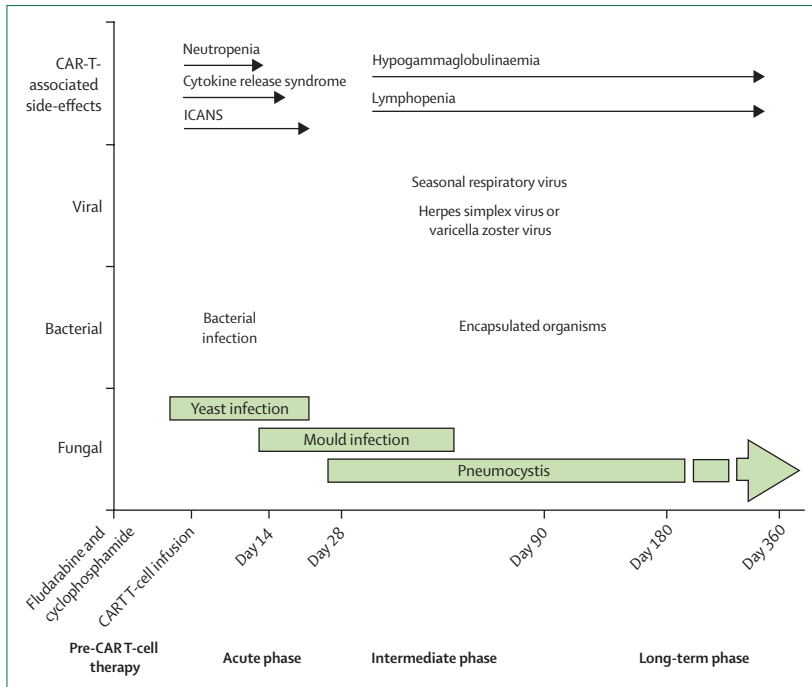 CAR-T-
associated
side-effects
Neutropenia
Cytokine release syndrome
ICANS
Hypogammaglobulinaemia
Lymphopenia
Viral
Seasonal respiratory virus
Herpes simplex virus or
varicella zoster virus
Bacterial
Bacterial
infection
Encapsulated organisms
Fungal
Yeast infection
Mould infection
Pneumocystis
Fludarabine and
cyclophosphamide
CART T-cell infusion
Day 14
Day 28
Day 90
Day 180
Day 360
Pre-CAR T-cell
therapy
Acute phase
Intermediate phase
Long-term phase